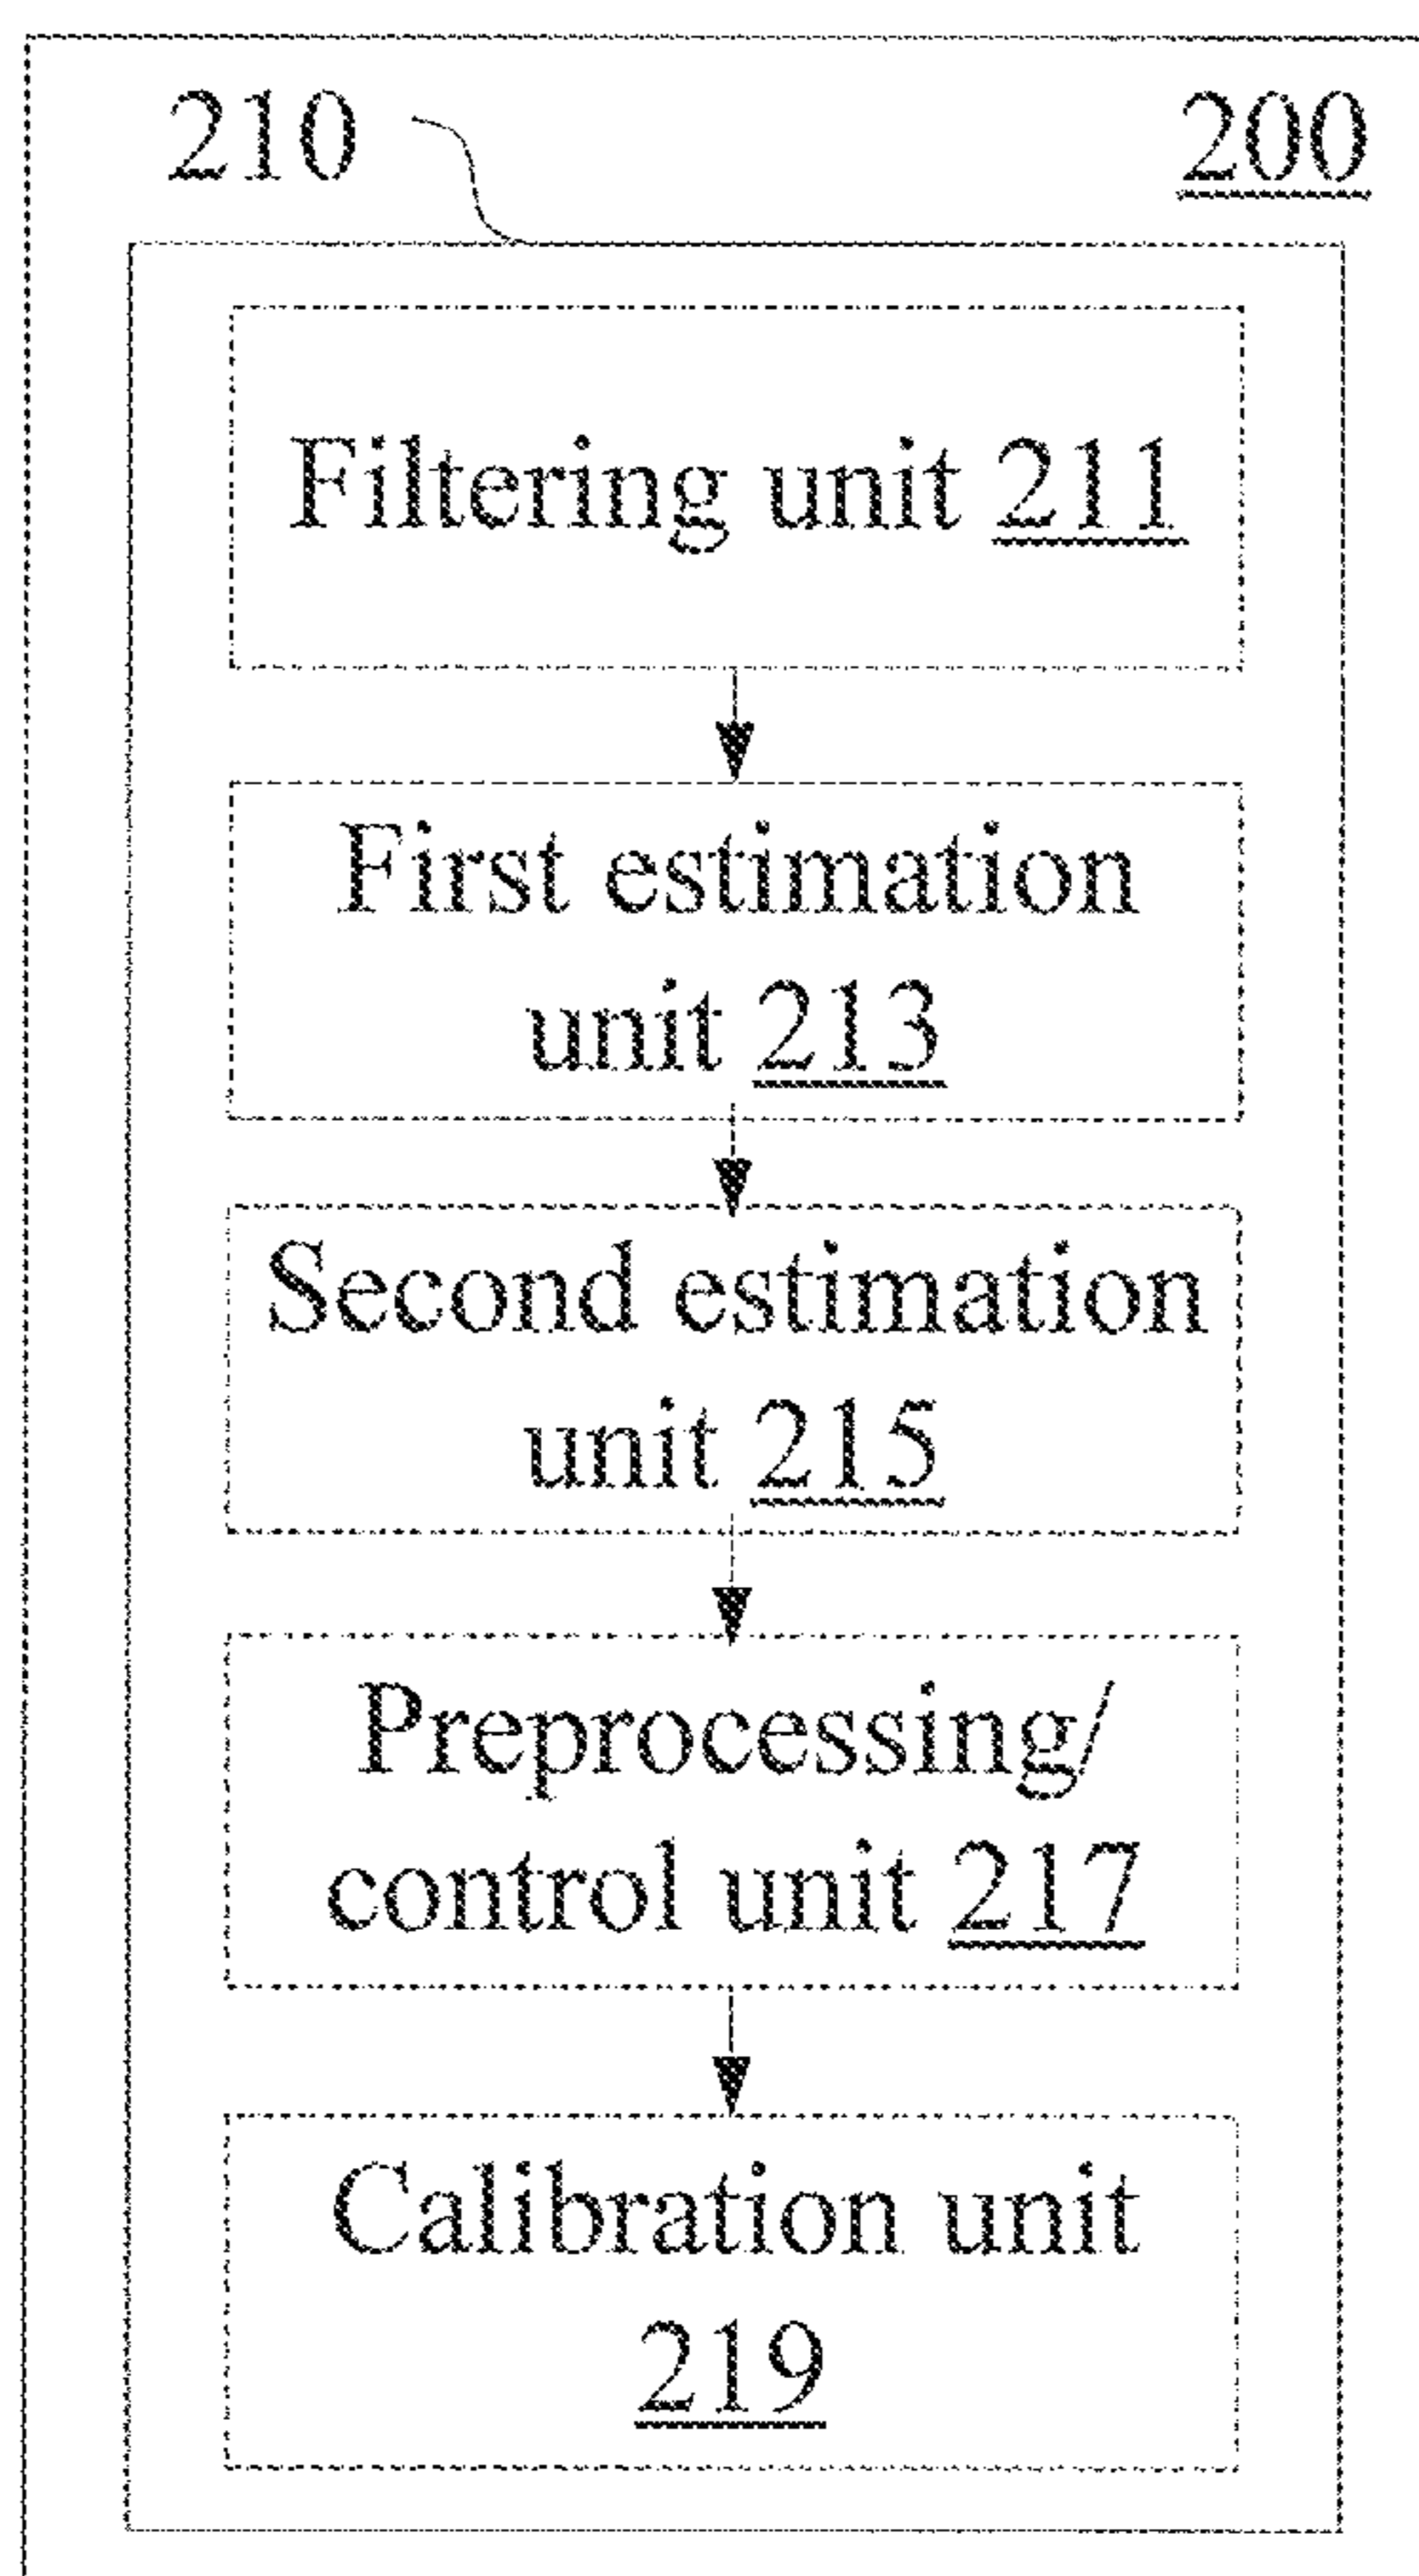 210
200
Filtering unit 211
First estimation
unit 213
Second estimation
unit 215
Preprocessing/
control unit 217
Calibration unit
219